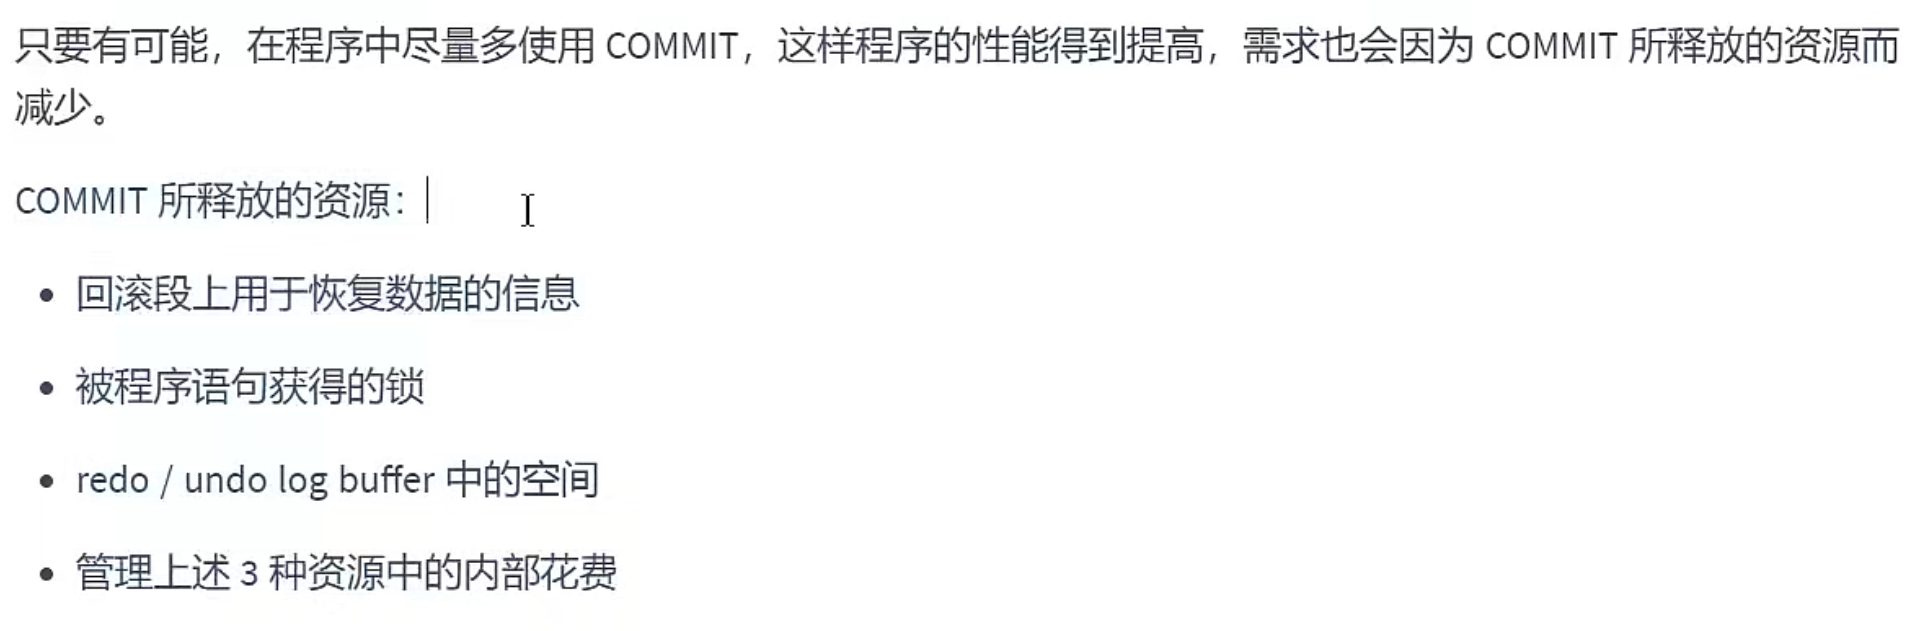 只要有可能，在程序中尽量多使用 COMMIT，这样程序的性能得到提高，需求也会因为 COMMIT 所释放的资源而
减少。
COMMIT 所释放的资源：
• 回滚段上用于恢复数据的信息
• 被程序语句获得的锁
• redo / undo log buffer 中的空间
• 管理上述 3 种资源中的内部花费